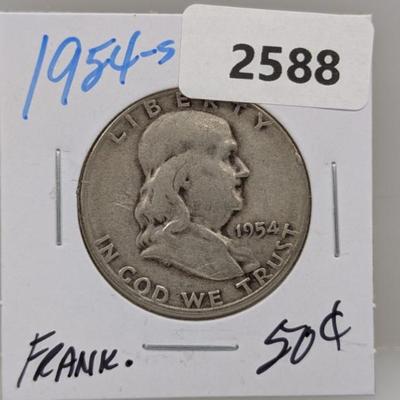 1954-S
2588
LIBERTY
1954
IN GOD WE TRUST
FRANK.
50¢